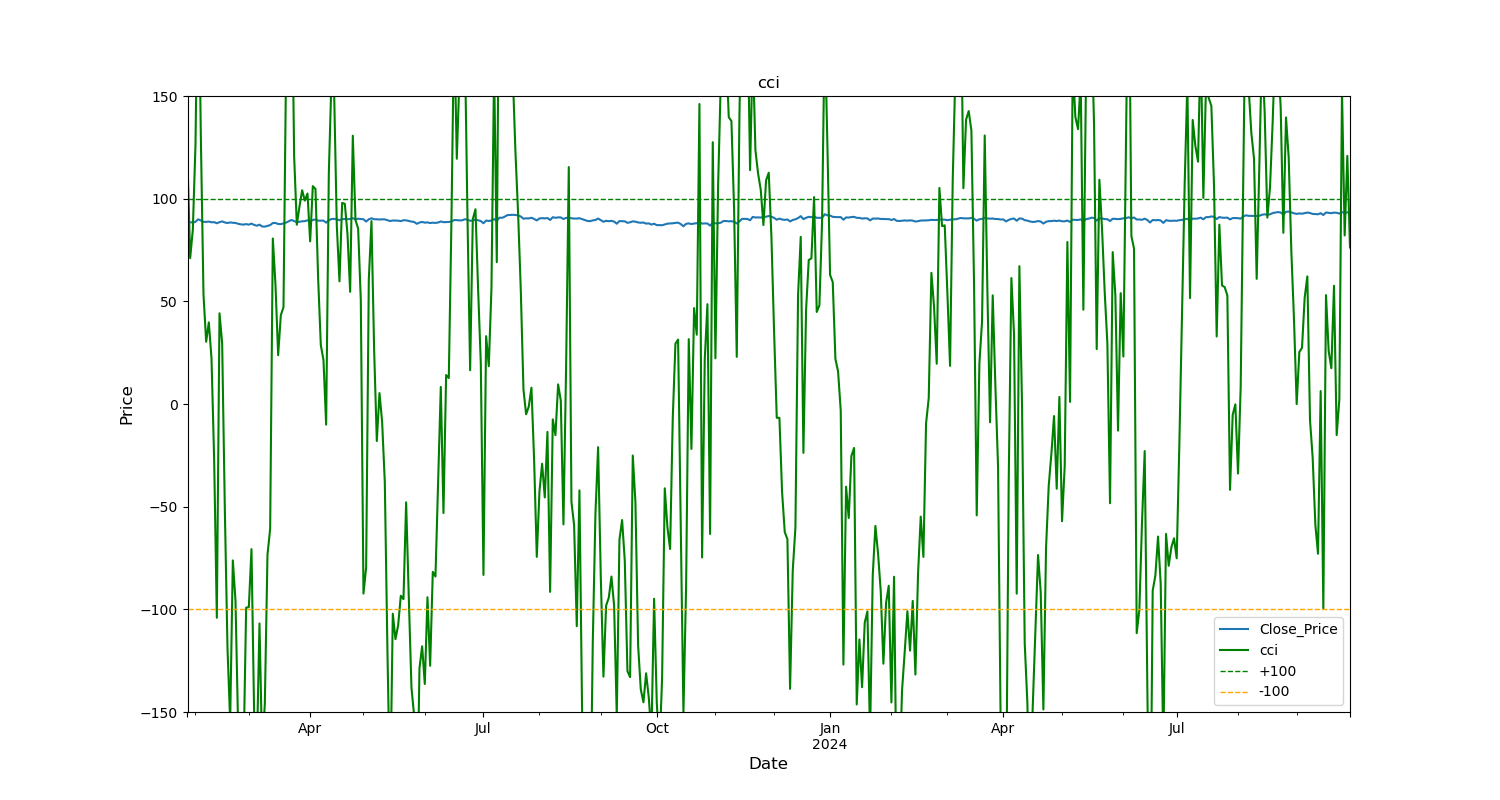 cci
150
100
50
0
−50
−100
−150
Price
Apr
Jul
Oct
Jan
2024
Apr
Jul
Date
Close_Price
cci
+100
-100